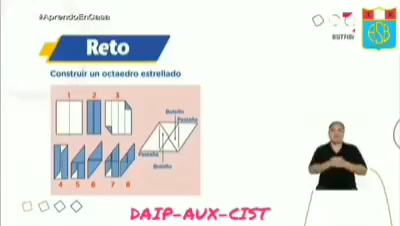 #AprendoEnCasa
ESB
Reto
Construir un octaedro estrellado
1 2 3
Bolsillo
Pestaña
Pestaña
Bolsillo
4 5 6 7 8
DAIP-AUX-CIST